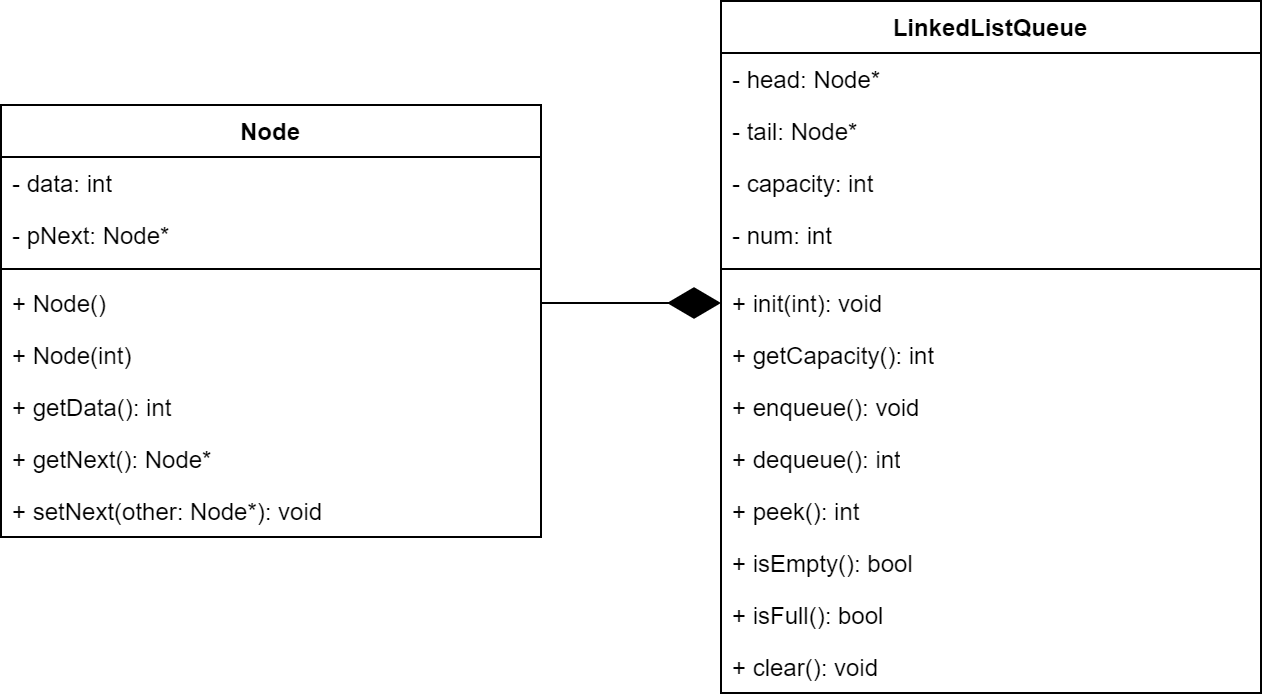 Node
- data: int
- pNext: Node*
+ Node()
+ Node(int)
+ getData(): int
+ getNext(): Node*
+ setNext(other: Node*): void
LinkedListQueue
- head: Node*
- tail: Node*
- capacity: int
- num: int
+ init(int): void
+ getCapacity(): int
+ enqueue(): void
+ dequeue(): int
+ peek(): int
+ isEmpty(): bool
+ isFull(): bool
+ clear(): void